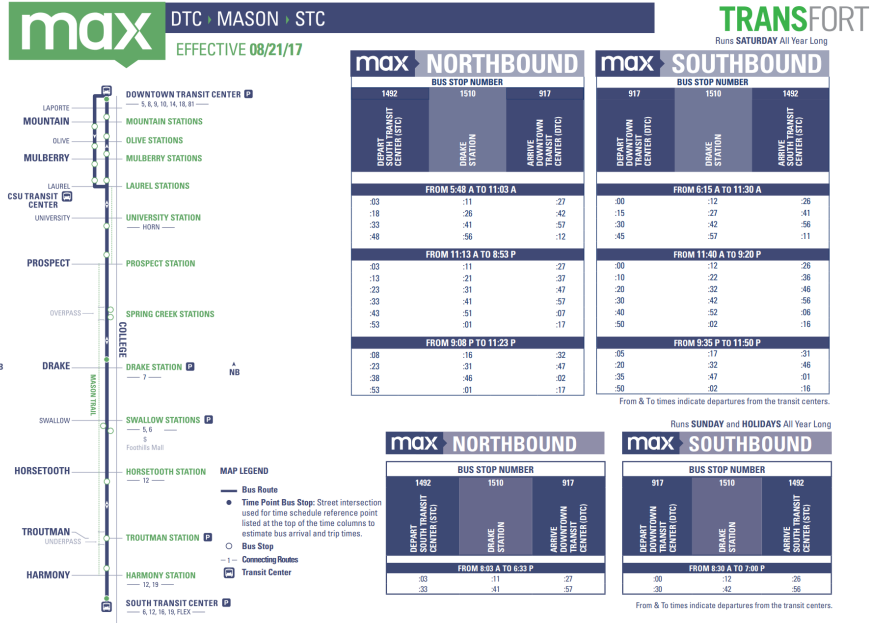 max
DTC › MASON › STC
EFFECTIVE 08/21/17
TRANSFORT
Runs SATURDAY All Year Long
DOWNTOWN TRANSIT CENTER P
5, 8, 9, 10, 14, 18, 81
LAPORTE
MOUNTAIN
MOUNTAIN STATIONS
OLIVE
OLIVE STATIONS
MULBERRY
MULBERRY STATIONS
LAUREL
LAUREL STATIONS
CSU TRANSIT
CENTER
UNIVERSITY
UNIVERSITY STATION
HORN
PROSPECT
PROSPECT STATION
OVERPASS
SPRING CREEK STATIONS
COLLEGE
DRAKE
DRAKE STATION P
7
NB
MASON TRAIL
SWALLOW
SWALLOW STATIONS P
5, 6
$
Foothills Mall
HORSETOOTH
HORSETOOTH STATION
12
TROUTMAN
UNDERPASS
TROUTMAN STATION P
HARMONY
HARMONY STATION
12, 19
SOUTH TRANSIT CENTER P
6, 12, 16, 19, FLEX
MAP LEGEND
Bus Route
Time Point Bus Stop: Street intersection
used for time schedule reference point
listed at the top of the time columns to
estimate bus arrival and trip times.
Bus Stop
1 Connecting Routes
Transit Center
max NORTHBOUND
BUS STOP NUMBER
1492 1510 917
DEPART
SOUTH TRANSIT
CENTER (STC)
DRAKE
STATION
ARRIVE
DOWNTOWN
TRANSIT
CENTER (DTC)
FROM 5:48 A TO 11:03 A
:03 :11 :27
:18 :26 :42
:33 :41 :57
:48 :56 :12
FROM 11:13 A TO 8:53 P
:03 :11 :27
:13 :21 :37
:23 :31 :47
:33 :41 :57
:43 :51 :07
:53 :01 :17
FROM 9:08 P TO 11:23 P
:08 :16 :32
:23 :31 :47
:38 :46 :02
:53 :01 :17
max SOUTHBOUND
BUS STOP NUMBER
917 1510 1492
DEPART
DOWNTOWN
TRANSIT
CENTER (DTC)
DRAKE
STATION
ARRIVE
SOUTH TRANSIT
CENTER (STC)
FROM 6:15 A TO 11:30 A
:00 :12 :26
:15 :27 :41
:30 :42 :56
:45 :57 :11
FROM 11:40 A TO 9:20 P
:00 :12 :26
:10 :22 :36
:20 :32 :46
:30 :42 :56
:40 :52 :06
:50 :02 :16
FROM 9:35 P TO 11:50 P
:05 :17 :31
:20 :32 :46
:35 :47 :01
:50 :02 :16
From & To times indicate departures from the transit centers.
Runs SUNDAY and HOLIDAYS All Year Long
max NORTHBOUND
BUS STOP NUMBER
1492 1510 917
DEPART
SOUTH TRANSIT
CENTER (STC)
DRAKE
STATION
ARRIVE
DOWNTOWN
TRANSIT
CENTER (DTC)
FROM 8:03 A TO 6:33 P
:03 :11 :27
:33 :41 :57
max SOUTHBOUND
BUS STOP NUMBER
917 1510 1492
DEPART
DOWNTOWN
TRANSIT
CENTER (DTC)
DRAKE
STATION
ARRIVE
SOUTH TRANSIT
CENTER (STC)
FROM 8:30 A TO 7:00 P
:00 :12 :26
:30 :42 :56
From & To times indicate departures from the transit centers.